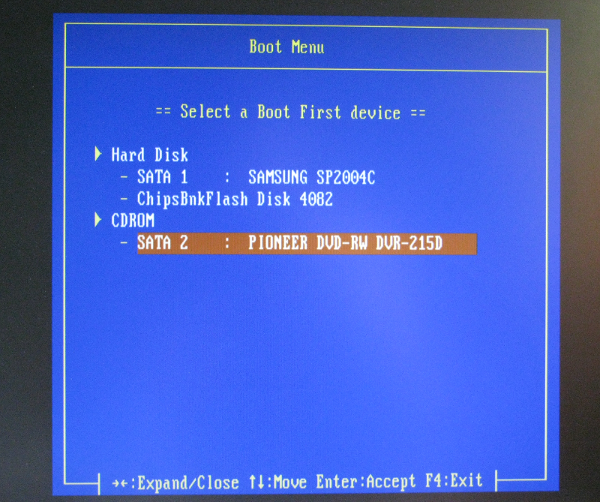 Boot Menu
== Select a Boot First device ==
Hard Disk
- SATA 1 : SAMSUNG SP2004C
- ChipsBnkFlash Disk 4082
CDROM
- SATA 2 : PIONEER DVD-RW DVR-215D
→←:Expand/Close ↑↓:Move Enter:Accept F4:Exit